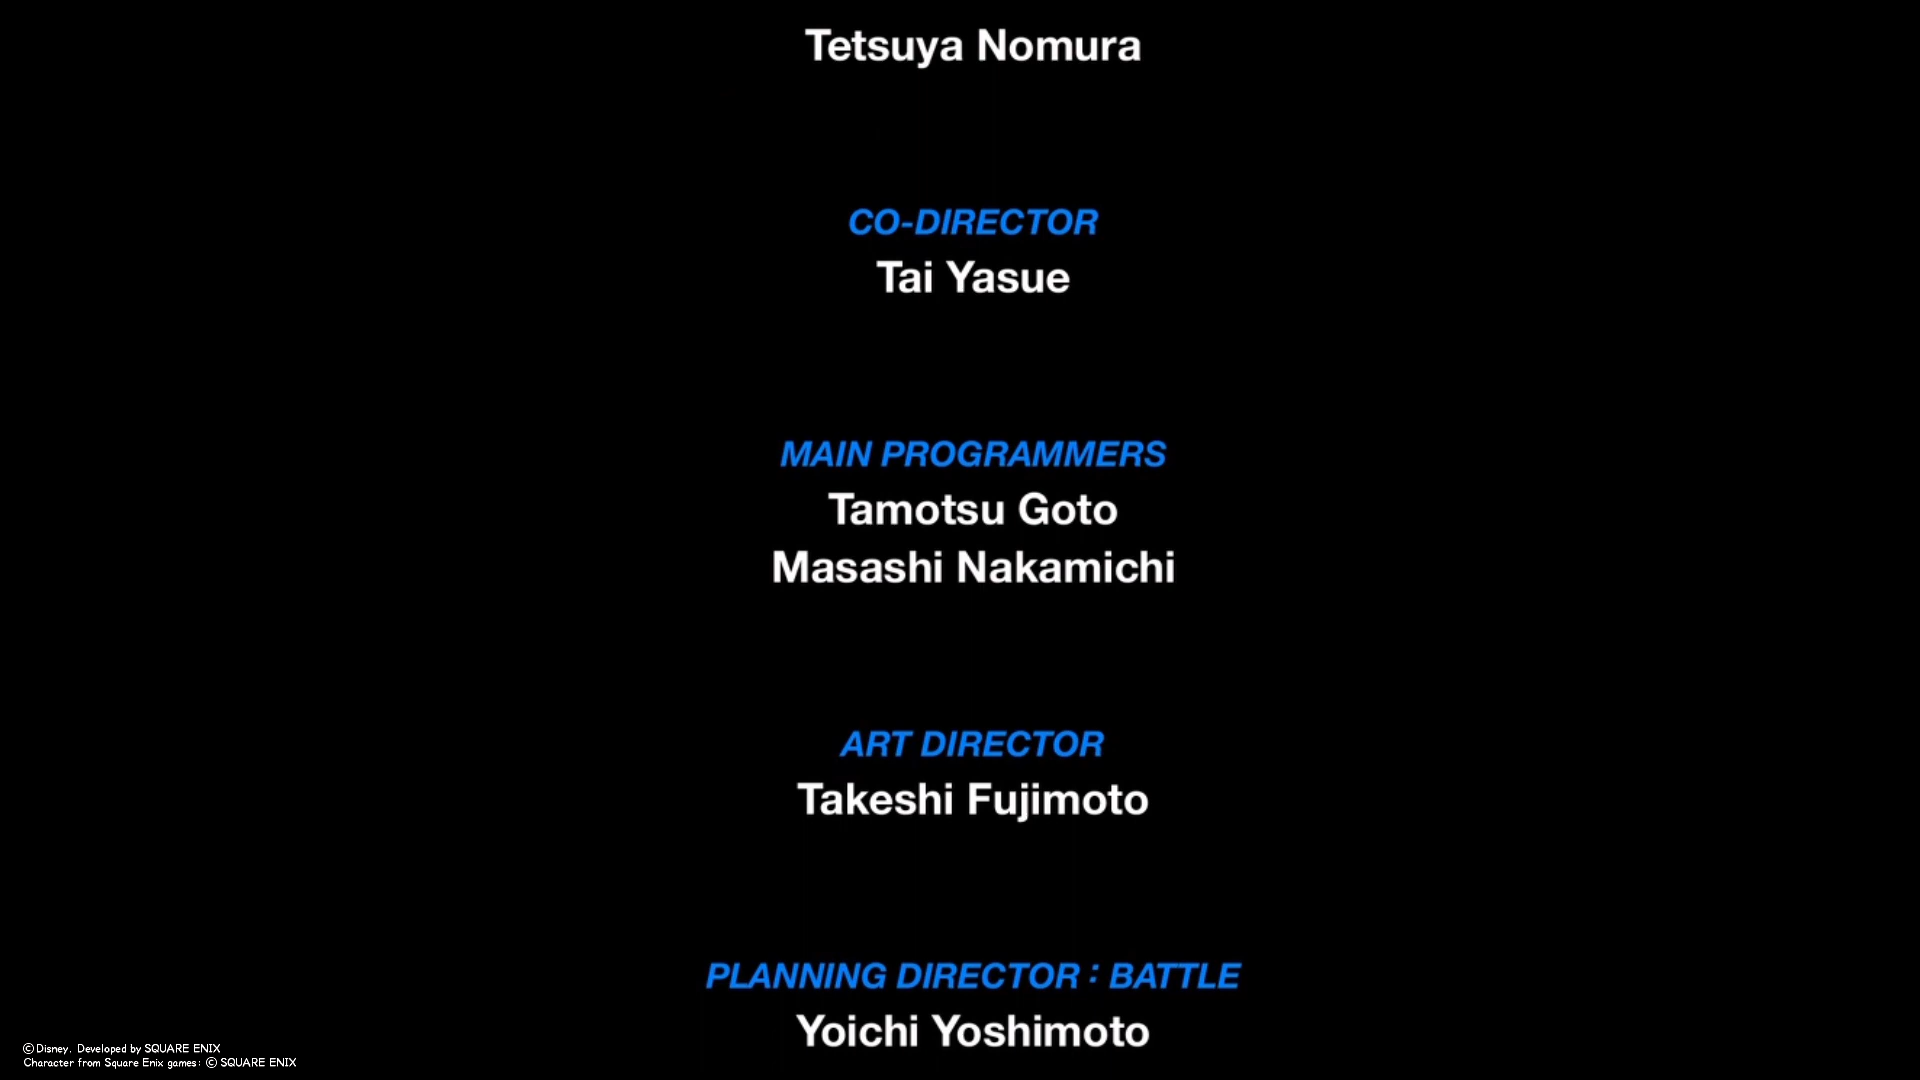 Tetsuya Nomura
CO-DIRECTOR
Tai Yasue
MAIN PROGRAMMERS
Tamotsu Goto
Masashi Nakamichi
ART DIRECTOR
Takeshi Fujimoto
PLANNING DIRECTOR : BATTLE
Yoichi Yoshimoto
©Disney. Developed by SQUARE ENIX
Character from Square Enix games: © SQUARE ENIX